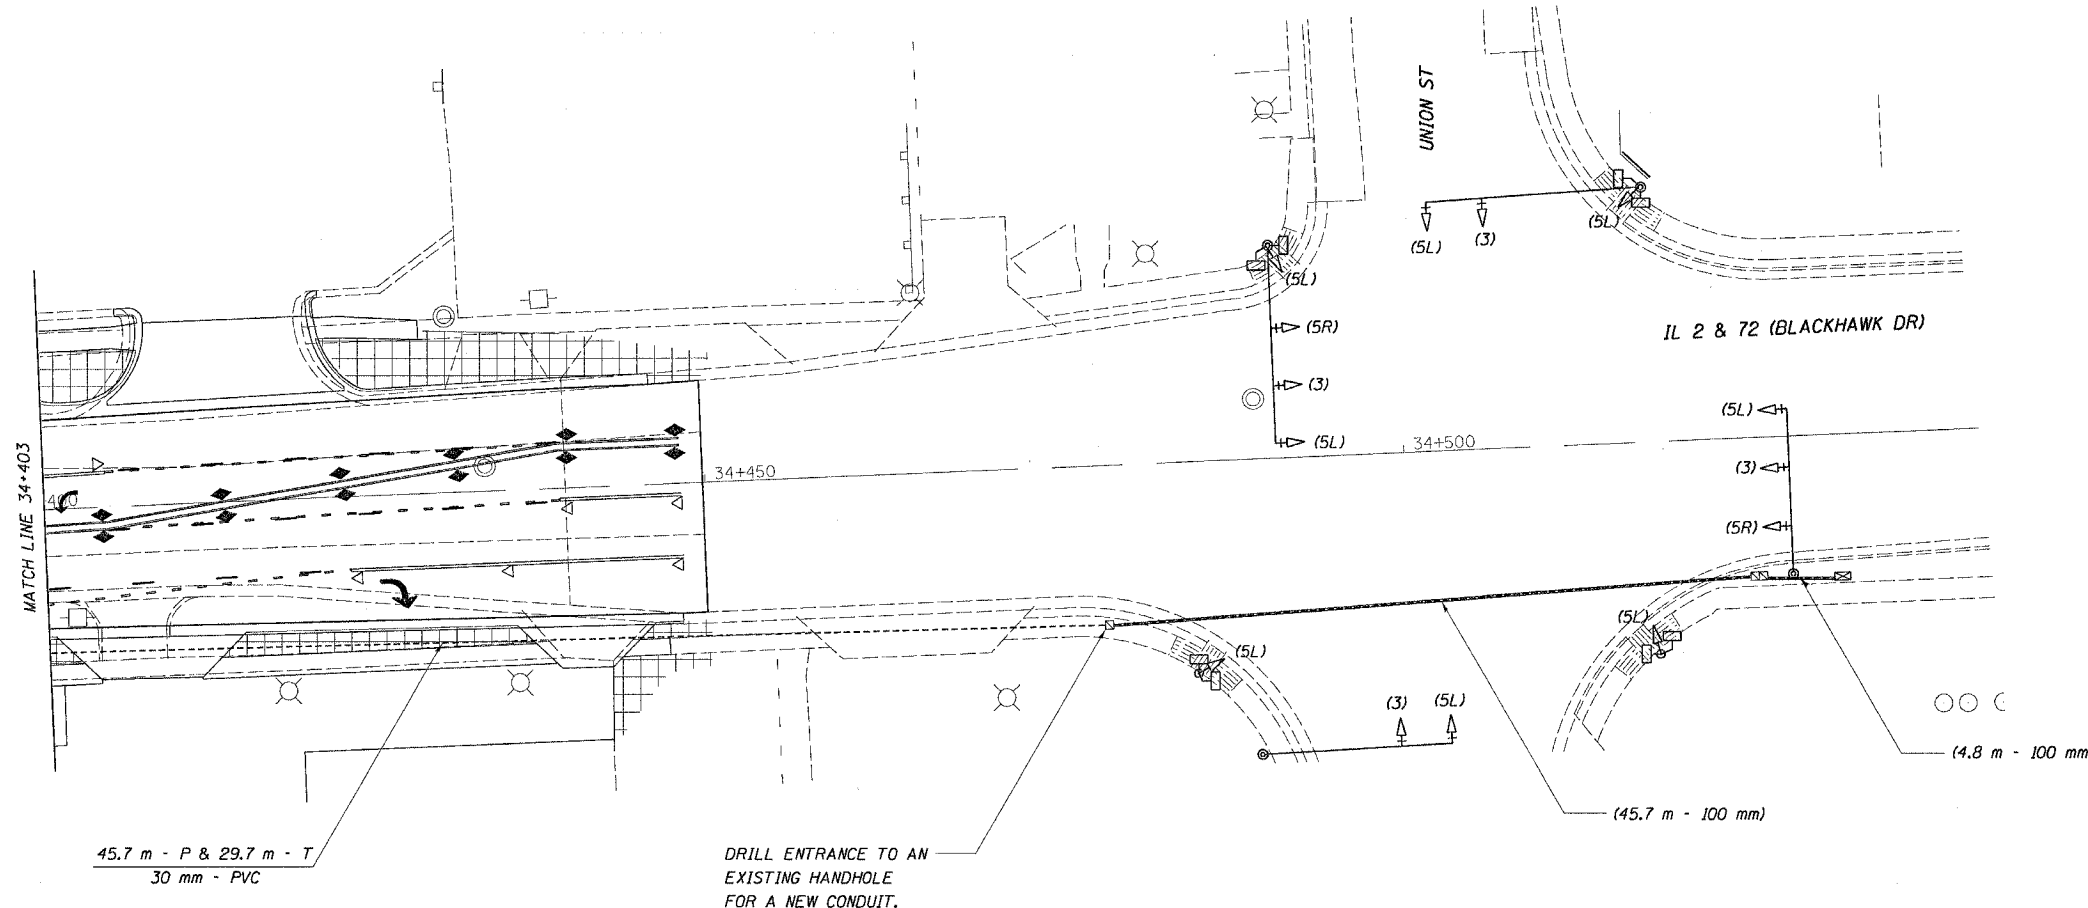 UNION ST
(5L)
(3)
(5L)
(5L)
(5R)
(3)
(5L)
IL 2 & 72 (BLACKHAWK DR)
(5L)
(3)
(5R)
34+500
34+450
MATCH LINE 34+403
(5L)
(5L)
(3)
(5L)
(4.8 m - 100 mm
(45.7 m - 100 mm)
45.7 m - P & 29.7 m - T
30 mm - PVC
DRILL ENTRANCE TO AN
EXISTING HANDHOLE
FOR A NEW CONDUIT.